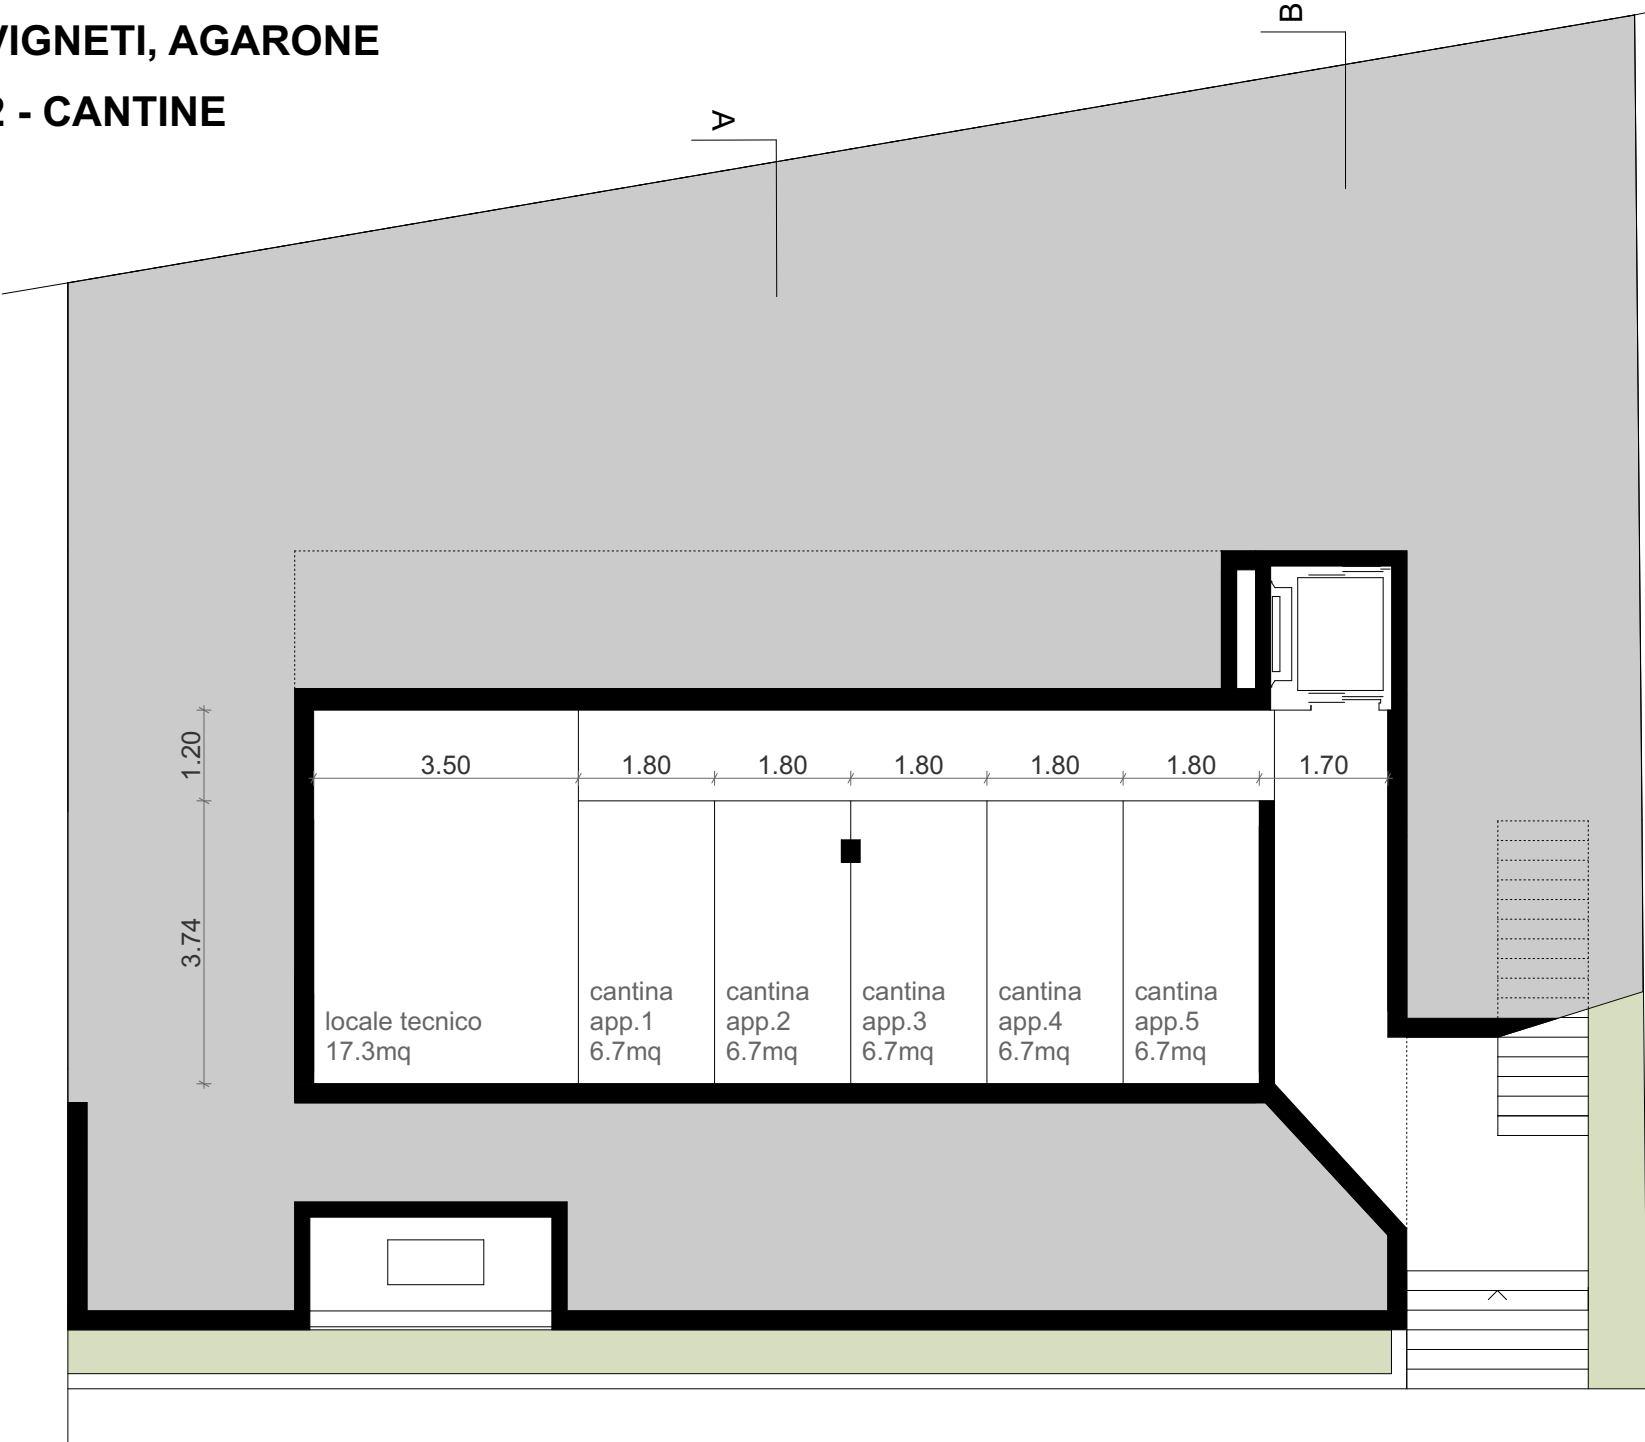 VIGNETI, AGARONE
2 - CANTINE
B
A
1.20
3.50
1.80
1.80
1.80
1.80
1.80
1.70
3.74
locale tecnico
17.3mq
cantina
app.1
6.7mq
cantina
app.2
6.7mq
cantina
app.3
6.7mq
cantina
app.4
6.7mq
cantina
app.5
6.7mq